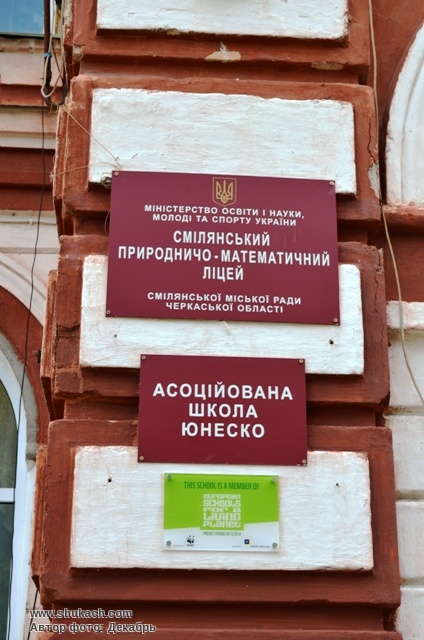 МІНІСТЕРСТВО ОСВІТИ І НАУКИ,
МОЛОДІ ТА СПОРТУ УКРАЇНИ
СМІЛЯНСЬКИЙ
ПРИРОДНИЧО - МАТЕМАТИЧНИЙ
ЛІЦЕЙ
СМІЛЯНСЬКОЇ МІСЬКОЇ РАДИ
ЧЕРКАСЬКОЇ ОБЛАСТІ
АСОЦІЙОВАНА
ШКОЛА
ЮНЕСКО
THIS SCHOOL IS A MEMBER OF
EUROPEAN
SCHOOLS
FOR A
LIVING
PLANET
www.shukach.com
Автор фото: Декабрь